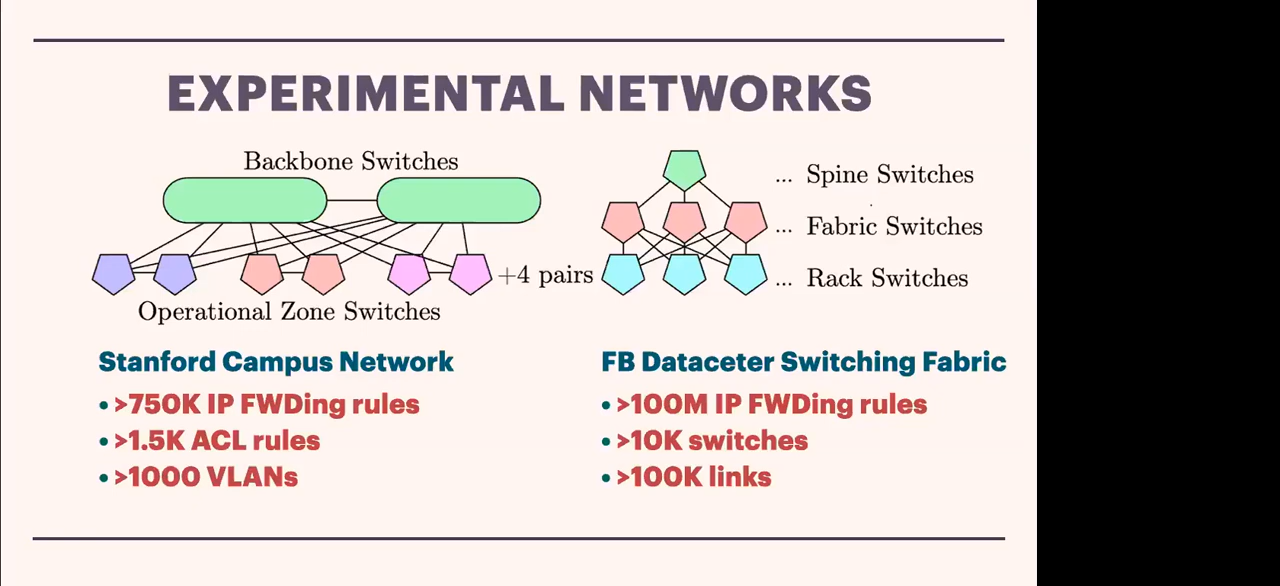 EXPERIMENTAL NETWORKS
Backbone Switches
+4 pairs
Operational Zone Switches
... Spine Switches
... Fabric Switches
... Rack Switches
Stanford Campus Network
• >750K IP FWDing rules
• >1.5K ACL rules
• >1000 VLANs
FB Dataceter Switching Fabric
• >100M IP FWDing rules
• >10K switches
• >100K links